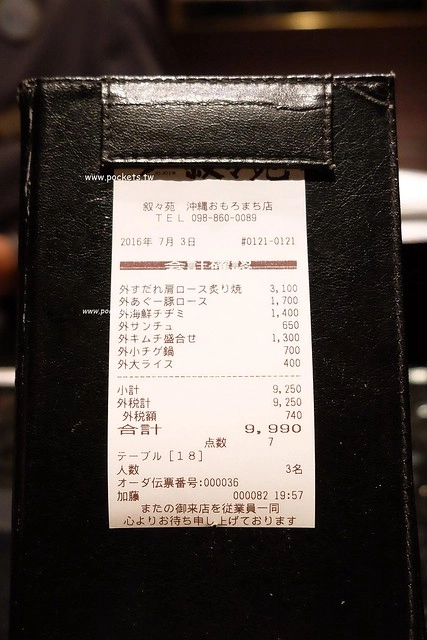 www.pockets.tw
叙々苑 沖縄おもろまち店
TEL 098-860-0089
2016年 7月 3日 #0121-0121
会計確認
外すだれ肩ロース炙り焼 3,100
外あぐー豚ロース 1,700
外海鮮チヂミ 1,400
外サンチュ 650
外キムチ盛合せ 1,300
外小チゲ鍋 700
外大ライス 400
小計 9,250
外税計 9,250
外税額 740
合計 9,990
点数 7
テーブル [18]
人数 3名
オーダ伝票番号:000036
加藤 000082 19:57
またの御来店を従業員一同
心よりお待ち申し上げております